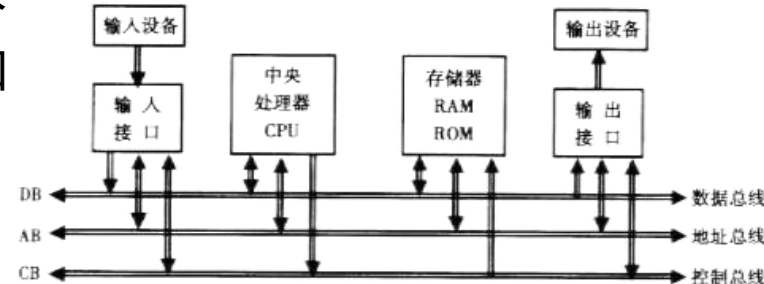 输入设备
输出设备
输人
接口
中央
处理器
CPU
存储器
RAM
ROM
输出
接口
DB
数据总线
AB
地址总线
CB
控制总线